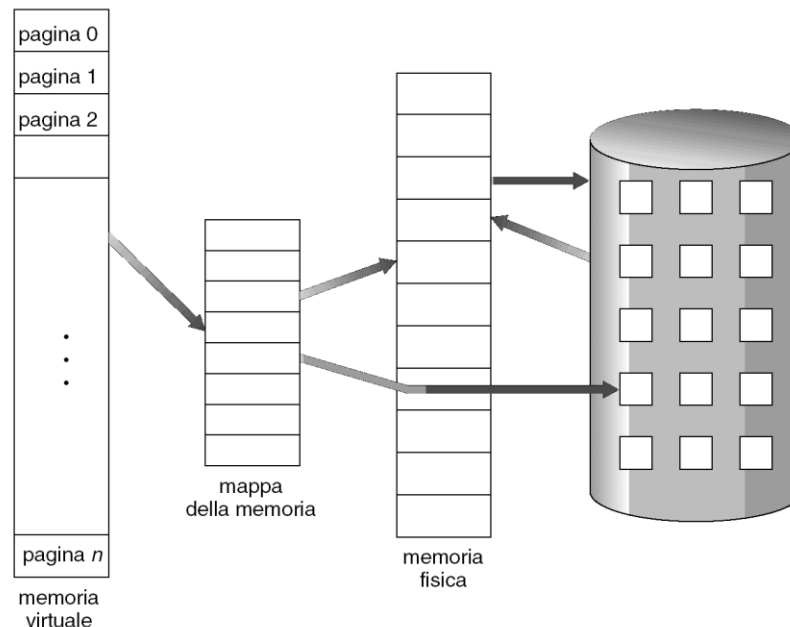 pagina 0
pagina 1
pagina 2
pagina n
memoria
virtuale
mappa
della memoria
memoria
fisica